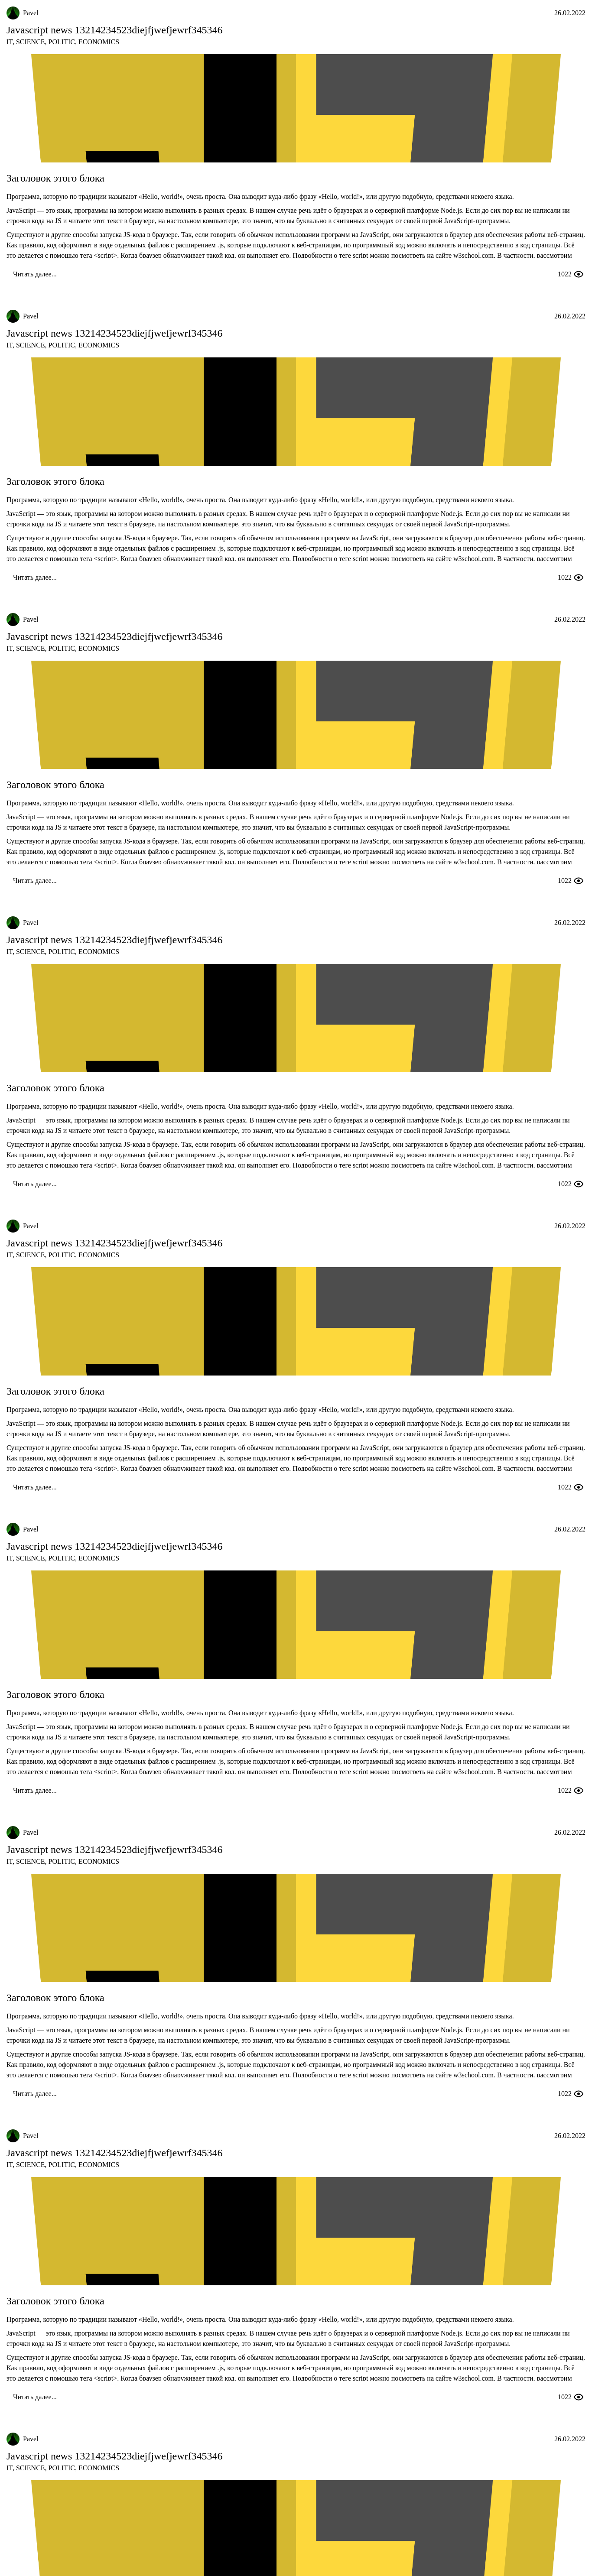 Pavel 26.02.2022
Javascript news 13214234523diejfjwefjewrf345346
IT, SCIENCE, POLITIC, ECONOMICS
Заголовок этого блока
Программа, которую по традиции называют «Hello, world!», очень проста. Она выводит куда-либо фразу «Hello, world!», или другую подобную, средствами некоего языка.
JavaScript — это язык, программы на котором можно выполнять в разных средах. В нашем случае речь идёт о браузерах и о серверной платформе Node.js. Если до сих пор вы не написали ни
строчки кода на JS и читаете этот текст в браузере, на настольном компьютере, это значит, что вы буквально в считанных секундах от своей первой JavaScript-программы.
Существуют и другие способы запуска JS-кода в браузере. Так, если говорить об обычном использовании программ на JavaScript, они загружаются в браузер для обеспечения работы веб-страниц.
Как правило, код оформляют в виде отдельных файлов с расширением .js, которые подключают к веб-страницам, но программный код можно включать и непосредственно в код страницы. Всё
это делается с помощью тега <script>. Когда браузер обнаруживает такой код, он выполняет его. Подробности о теге script можно посмотреть на сайте w3school.com. В частности, рассмотрим
Читать далее... 1022
Pavel 26.02.2022
Javascript news 13214234523diejfjwefjewrf345346
IT, SCIENCE, POLITIC, ECONOMICS
Заголовок этого блока
Программа, которую по традиции называют «Hello, world!», очень проста. Она выводит куда-либо фразу «Hello, world!», или другую подобную, средствами некоего языка.
JavaScript — это язык, программы на котором можно выполнять в разных средах. В нашем случае речь идёт о браузерах и о серверной платформе Node.js. Если до сих пор вы не написали ни
строчки кода на JS и читаете этот текст в браузере, на настольном компьютере, это значит, что вы буквально в считанных секундах от своей первой JavaScript-программы.
Существуют и другие способы запуска JS-кода в браузере. Так, если говорить об обычном использовании программ на JavaScript, они загружаются в браузер для обеспечения работы веб-страниц.
Как правило, код оформляют в виде отдельных файлов с расширением .js, которые подключают к веб-страницам, но программный код можно включать и непосредственно в код страницы. Всё
это делается с помощью тега <script>. Когда браузер обнаруживает такой код, он выполняет его. Подробности о теге script можно посмотреть на сайте w3school.com. В частности, рассмотрим
Читать далее... 1022
Pavel 26.02.2022
Javascript news 13214234523diejfjwefjewrf345346
IT, SCIENCE, POLITIC, ECONOMICS
Заголовок этого блока
Программа, которую по традиции называют «Hello, world!», очень проста. Она выводит куда-либо фразу «Hello, world!», или другую подобную, средствами некоего языка.
JavaScript — это язык, программы на котором можно выполнять в разных средах. В нашем случае речь идёт о браузерах и о серверной платформе Node.js. Если до сих пор вы не написали ни
строчки кода на JS и читаете этот текст в браузере, на настольном компьютере, это значит, что вы буквально в считанных секундах от своей первой JavaScript-программы.
Существуют и другие способы запуска JS-кода в браузере. Так, если говорить об обычном использовании программ на JavaScript, они загружаются в браузер для обеспечения работы веб-страниц.
Как правило, код оформляют в виде отдельных файлов с расширением .js, которые подключают к веб-страницам, но программный код можно включать и непосредственно в код страницы. Всё
это делается с помощью тега <script>. Когда браузер обнаруживает такой код, он выполняет его. Подробности о теге script можно посмотреть на сайте w3school.com. В частности, рассмотрим
Читать далее... 1022
Pavel 26.02.2022
Javascript news 13214234523diejfjwefjewrf345346
IT, SCIENCE, POLITIC, ECONOMICS
Заголовок этого блока
Программа, которую по традиции называют «Hello, world!», очень проста. Она выводит куда-либо фразу «Hello, world!», или другую подобную, средствами некоего языка.
JavaScript — это язык, программы на котором можно выполнять в разных средах. В нашем случае речь идёт о браузерах и о серверной платформе Node.js. Если до сих пор вы не написали ни
строчки кода на JS и читаете этот текст в браузере, на настольном компьютере, это значит, что вы буквально в считанных секундах от своей первой JavaScript-программы.
Существуют и другие способы запуска JS-кода в браузере. Так, если говорить об обычном использовании программ на JavaScript, они загружаются в браузер для обеспечения работы веб-страниц.
Как правило, код оформляют в виде отдельных файлов с расширением .js, которые подключают к веб-страницам, но программный код можно включать и непосредственно в код страницы. Всё
это делается с помощью тега <script>. Когда браузер обнаруживает такой код, он выполняет его. Подробности о теге script можно посмотреть на сайте w3school.com. В частности, рассмотрим
Читать далее... 1022
Pavel 26.02.2022
Javascript news 13214234523diejfjwefjewrf345346
IT, SCIENCE, POLITIC, ECONOMICS
Заголовок этого блока
Программа, которую по традиции называют «Hello, world!», очень проста. Она выводит куда-либо фразу «Hello, world!», или другую подобную, средствами некоего языка.
JavaScript — это язык, программы на котором можно выполнять в разных средах. В нашем случае речь идёт о браузерах и о серверной платформе Node.js. Если до сих пор вы не написали ни
строчки кода на JS и читаете этот текст в браузере, на настольном компьютере, это значит, что вы буквально в считанных секундах от своей первой JavaScript-программы.
Существуют и другие способы запуска JS-кода в браузере. Так, если говорить об обычном использовании программ на JavaScript, они загружаются в браузер для обеспечения работы веб-страниц.
Как правило, код оформляют в виде отдельных файлов с расширением .js, которые подключают к веб-страницам, но программный код можно включать и непосредственно в код страницы. Всё
это делается с помощью тега <script>. Когда браузер обнаруживает такой код, он выполняет его. Подробности о теге script можно посмотреть на сайте w3school.com. В частности, рассмотрим
Читать далее... 1022
Pavel 26.02.2022
Javascript news 13214234523diejfjwefjewrf345346
IT, SCIENCE, POLITIC, ECONOMICS
Заголовок этого блока
Программа, которую по традиции называют «Hello, world!», очень проста. Она выводит куда-либо фразу «Hello, world!», или другую подобную, средствами некоего языка.
JavaScript — это язык, программы на котором можно выполнять в разных средах. В нашем случае речь идёт о браузерах и о серверной платформе Node.js. Если до сих пор вы не написали ни
строчки кода на JS и читаете этот текст в браузере, на настольном компьютере, это значит, что вы буквально в считанных секундах от своей первой JavaScript-программы.
Существуют и другие способы запуска JS-кода в браузере. Так, если говорить об обычном использовании программ на JavaScript, они загружаются в браузер для обеспечения работы веб-страниц.
Как правило, код оформляют в виде отдельных файлов с расширением .js, которые подключают к веб-страницам, но программный код можно включать и непосредственно в код страницы. Всё
это делается с помощью тега <script>. Когда браузер обнаруживает такой код, он выполняет его. Подробности о теге script можно посмотреть на сайте w3school.com. В частности, рассмотрим
Читать далее... 1022
Pavel 26.02.2022
Javascript news 13214234523diejfjwefjewrf345346
IT, SCIENCE, POLITIC, ECONOMICS
Заголовок этого блока
Программа, которую по традиции называют «Hello, world!», очень проста. Она выводит куда-либо фразу «Hello, world!», или другую подобную, средствами некоего языка.
JavaScript — это язык, программы на котором можно выполнять в разных средах. В нашем случае речь идёт о браузерах и о серверной платформе Node.js. Если до сих пор вы не написали ни
строчки кода на JS и читаете этот текст в браузере, на настольном компьютере, это значит, что вы буквально в считанных секундах от своей первой JavaScript-программы.
Существуют и другие способы запуска JS-кода в браузере. Так, если говорить об обычном использовании программ на JavaScript, они загружаются в браузер для обеспечения работы веб-страниц.
Как правило, код оформляют в виде отдельных файлов с расширением .js, которые подключают к веб-страницам, но программный код можно включать и непосредственно в код страницы. Всё
это делается с помощью тега <script>. Когда браузер обнаруживает такой код, он выполняет его. Подробности о теге script можно посмотреть на сайте w3school.com. В частности, рассмотрим
Читать далее... 1022
Pavel 26.02.2022
Javascript news 13214234523diejfjwefjewrf345346
IT, SCIENCE, POLITIC, ECONOMICS
Заголовок этого блока
Программа, которую по традиции называют «Hello, world!», очень проста. Она выводит куда-либо фразу «Hello, world!», или другую подобную, средствами некоего языка.
JavaScript — это язык, программы на котором можно выполнять в разных средах. В нашем случае речь идёт о браузерах и о серверной платформе Node.js. Если до сих пор вы не написали ни
строчки кода на JS и читаете этот текст в браузере, на настольном компьютере, это значит, что вы буквально в считанных секундах от своей первой JavaScript-программы.
Существуют и другие способы запуска JS-кода в браузере. Так, если говорить об обычном использовании программ на JavaScript, они загружаются в браузер для обеспечения работы веб-страниц.
Как правило, код оформляют в виде отдельных файлов с расширением .js, которые подключают к веб-страницам, но программный код можно включать и непосредственно в код страницы. Всё
это делается с помощью тега <script>. Когда браузер обнаруживает такой код, он выполняет его. Подробности о теге script можно посмотреть на сайте w3school.com. В частности, рассмотрим
Читать далее... 1022
Pavel 26.02.2022
Javascript news 13214234523diejfjwefjewrf345346
IT, SCIENCE, POLITIC, ECONOMICS